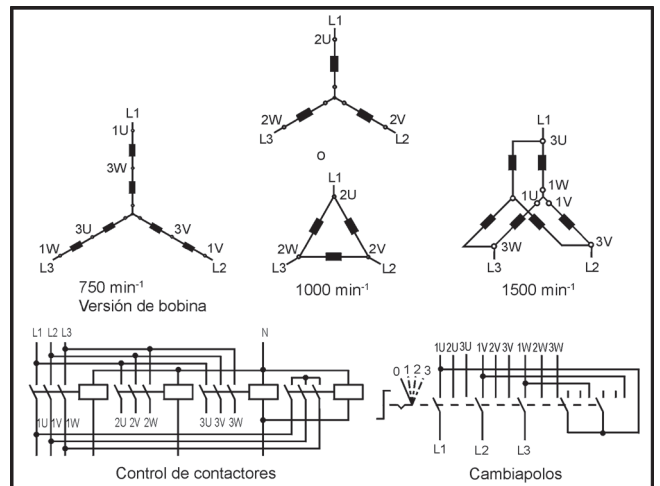 L1
2U
2W
2V
L3
L2
o
L1
2U
2W
2V
L3
L2
1000 min-1
L1
1U
3W
3U
3V
1W
1V
L3
L2
750 min-1
Versión de bobina
L1
3U
1W
1U
1V
3W
3V
L3
L2
1500 min-1
L1 L2 L3
N
1U 1V 1W
2U 2V 2W
3U 3V 3W
Control de contactores
1U 2U 3U 1V 2V 3V 1W 2W 3W
0 1 2 3
L1
L2
L3
Cambiapolos